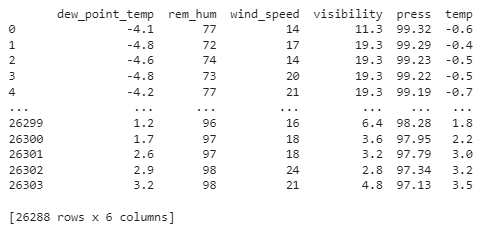 dew_point_temp rem_hum wind_speed visibility press temp
0 -4.1 77 14 11.3 99.32 -0.6
1 -4.8 72 17 19.3 99.29 -0.4
2 -4.6 74 14 19.3 99.23 -0.5
3 -4.8 73 20 19.3 99.22 -0.5
4 -4.2 77 21 19.3 99.19 -0.7
... ... ... ... ... ... ...
26299 1.2 96 16 6.4 98.28 1.8
26300 1.7 97 18 3.6 97.95 2.2
26301 2.6 97 18 3.2 97.79 3.0
26302 2.9 98 24 2.8 97.34 3.2
26303 3.2 98 21 4.8 97.13 3.5
[26288 rows x 6 columns]